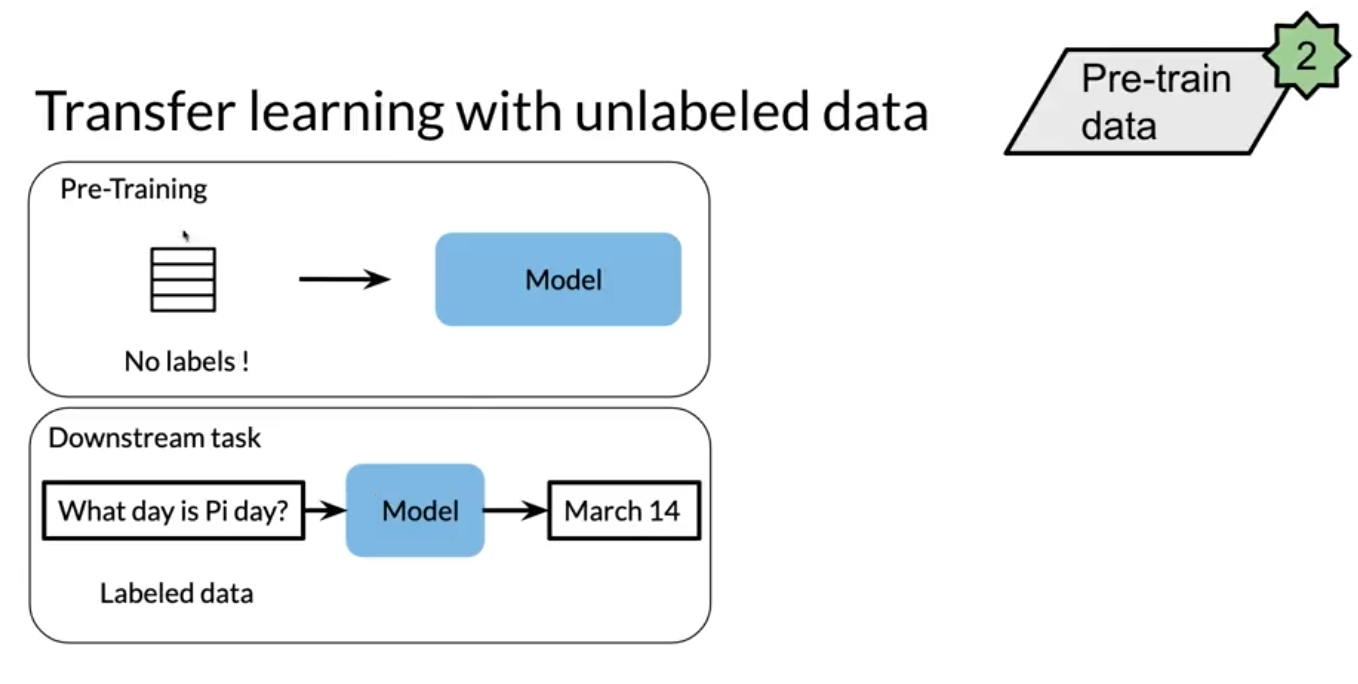 2
Pre-train
data
Transfer learning with unlabeled data
Pre-Training
Model
No labels !
Downstream task
What day is Pi day?
Model
March 14
Labeled data